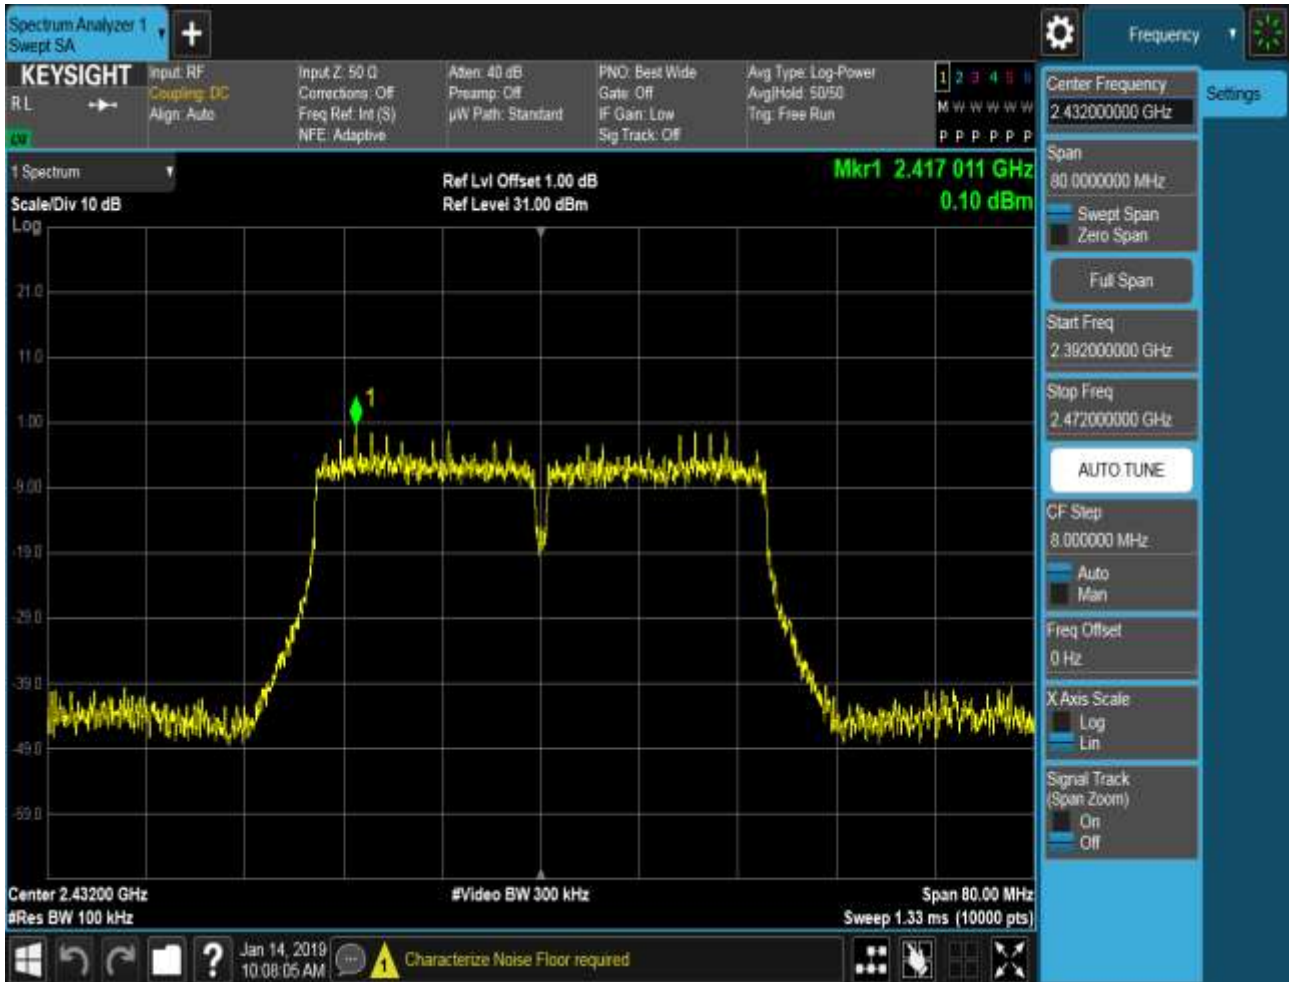 Spectrum Analyzer 1
Swept SA
+
Frequency
KEYSIGHT
RL
Input: RF
Coupling: DC
Align: Auto
Input Z: 50 Ω
Corrections: Off
Freq Ref: Int (S)
NFE: Adaptive
Atten: 40 dB
Preamp: Off
µW Path: Standard
PNO: Best Wide
Gate: Off
IF Gain: Low
Sig Track: Off
Avg Type: Log-Power
Avg|Hold: 50/50
Trig: Free Run
1 2 3 4 5 6
M W W W W W
P P P P P P
1 Spectrum
Scale/Div 10 dB
Log
Ref Lvl Offset 1.00 dB
Ref Level 31.00 dBm
Mkr1 2.417 011 GHz
0.10 dBm
21.0
11.0
1.00
-9.00
-19.0
-29.0
-39.0
-49.0
-59.0
1
Center 2.43200 GHz
#Res BW 100 kHz
#Video BW 300 kHz
Span 80.00 MHz
Sweep 1.33 ms (10000 pts)
Center Frequency
2.432000000 GHz
Settings
Span
80.0000000 MHz
Swept Span
Zero Span
Full Span
Start Freq
2.392000000 GHz
Stop Freq
2.472000000 GHz
AUTO TUNE
CF Step
8.000000 MHz
Auto
Man
Freq Offset
0 Hz
X Axis Scale
Log
Lin
Signal Track
(Span Zoom)
On
Off
?
Jan 14, 2019
10:08:05 AM
1
Characterize Noise Floor required